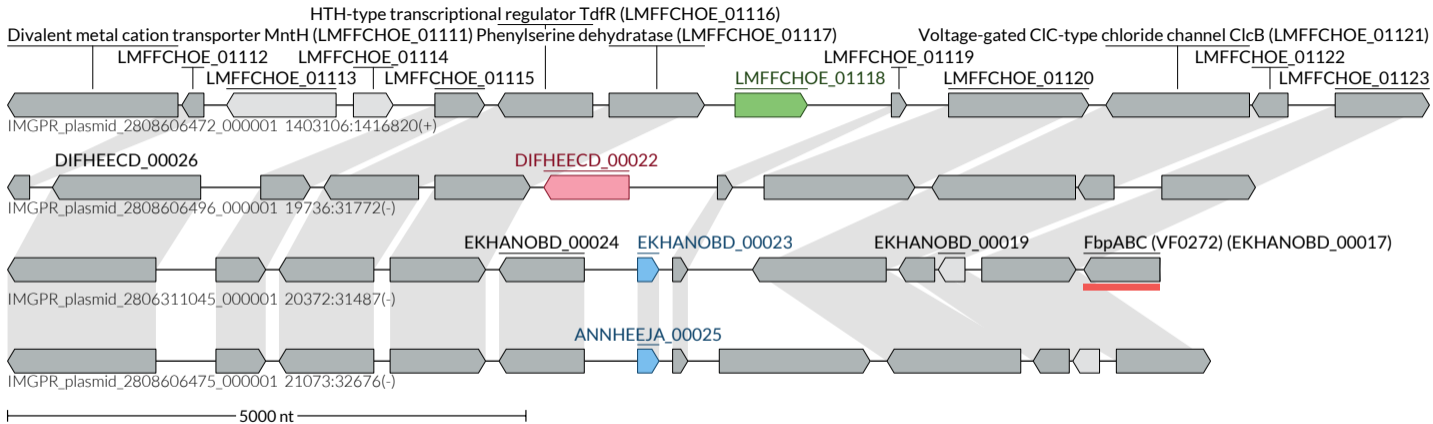 HTH-type transcriptional regulator TdfR (LMFFCHOE_01116)
Divalent metal cation transporter MntH (LMFFCHOE_01111) Phenylserine dehydratase (LMFFCHOE_01117) Voltage-gated ClC-type chloride channel ClcB (LMFFCHOE_01121)
LMFFCHOE_01112 LMFFCHOE_01114 LMFFCHOE_01119 LMFFCHOE_01122
LMFFCHOE_01113 LMFFCHOE_01115 LMFFCHOE_01118 LMFFCHOE_01120 LMFFCHOE_01123
IMGPR_plasmid_2808606472_000001 1403106:1416820(+)
DIFHEECD_00026 DIFHEECD_00022
IMGPR_plasmid_2808606496_000001 19736:31772(-)
EKHANOBD_00024 EKHANOBD_00023 EKHANOBD_00019 FbpABC (VF0272) (EKHANOBD_00017)
IMGPR_plasmid_2806311045_000001 20372:31487(-)
ANNHEEJA_00025
IMGPR_plasmid_2808606475_000001 21073:32676(-)
5000 nt